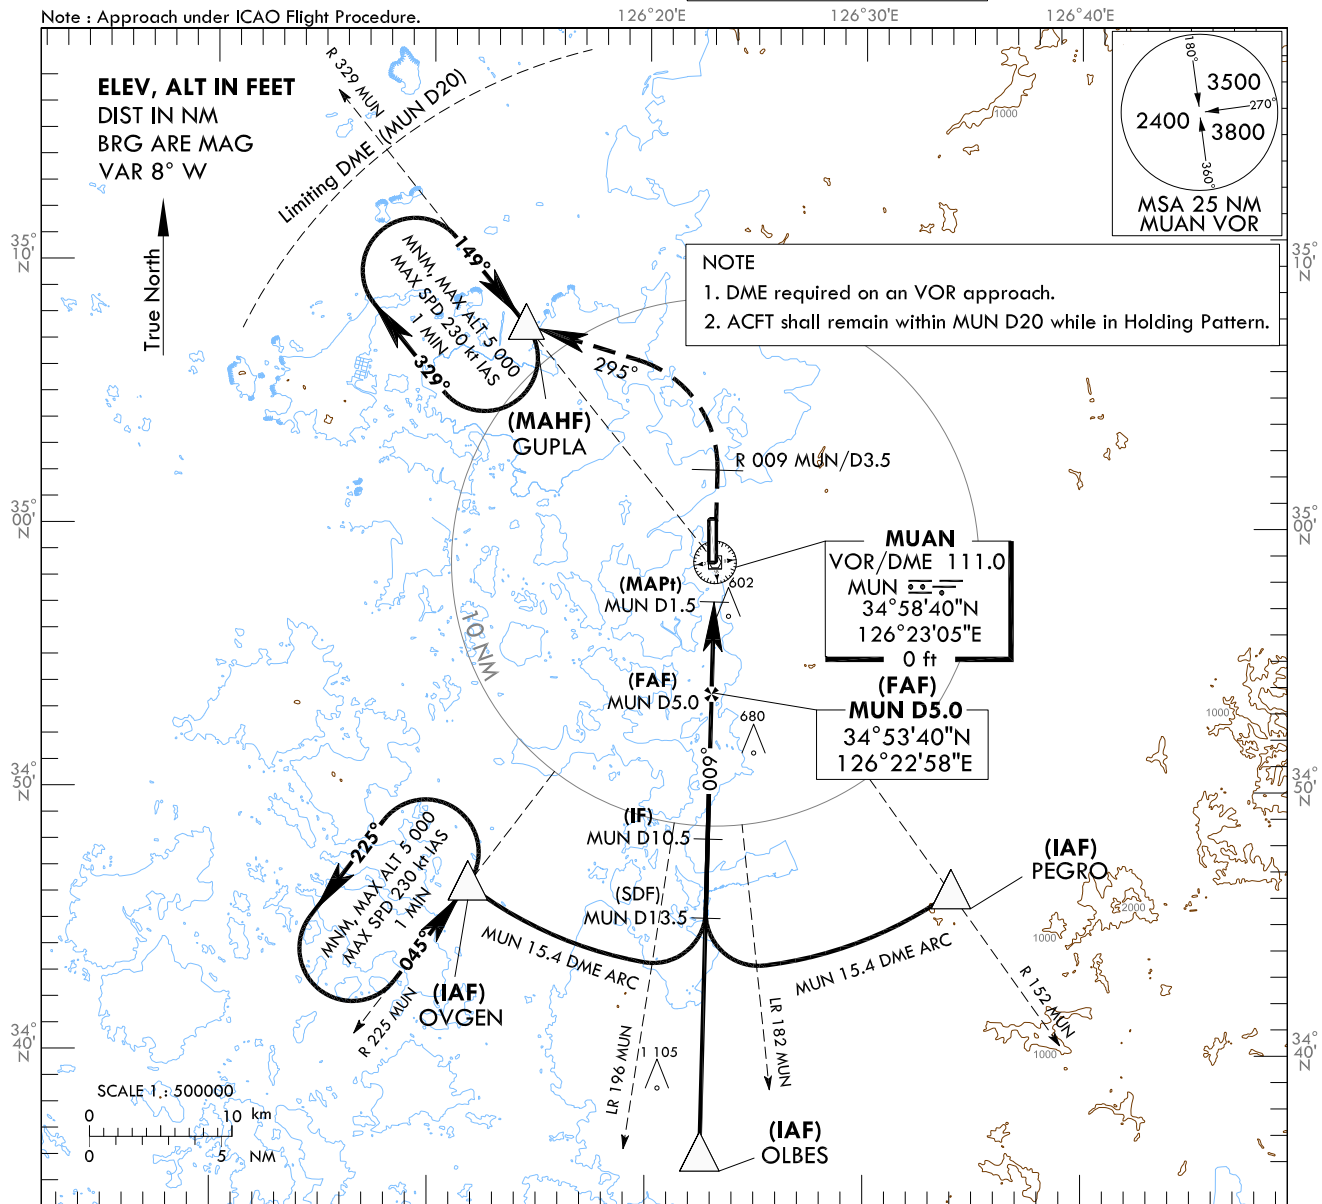 Note : Approach under ICAO Flight Procedure.
126°20'E
126°30'E
126°40'E
ELEV, ALT IN FEET
DIST IN NM
BRG ARE MAG
VAR 8° W
True North
R 329 MUN
Limiting DME (MUN D20)
180°
3500
270°
2400
3800
360°
MSA 25 NM
MUAN VOR
1000
35°
10'
N
35°
10'
N
NOTE
1. DME required on an VOR approach.
2. ACFT shall remain within MUN D20 while in Holding Pattern.
149°
MNM, MAX ALT 5 000
MAX SPD 230 kt IAS
1 MIN
329°
295°
(MAHF)
GUPLA
R 009 MUN/D3.5
35°
00'
N
35°
00'
N
MUAN
VOR/DME 111.0
MUN
34°58'40"N
126°23'05"E
0 ft
(MAPt)
MUN D1.5
602
10 NM
(FAF)
MUN D5.0
(FAF)
MUN D5.0
34°53'40"N
126°22'58"E
680
1000
009°
34°
50'
N
34°
50'
N
(IF)
MUN D10.5
225°
MNM, MAX ALT 5 000
MAX SPD 230 kt IAS
1 MIN
045°
(IAF)
PEGRO
(SDF)
MUN D13.5
2000
1000
MUN 15.4 DME ARC
MUN 15.4 DME ARC
(IAF)
OVGEN
R 225 MUN
R 152 MUN
LR 196 MUN
LR 182 MUN
1 105
1000
34°
40'
N
34°
40'
N
SCALE 1 : 500000
0 10 km
0 5 NM
(IAF)
OLBES